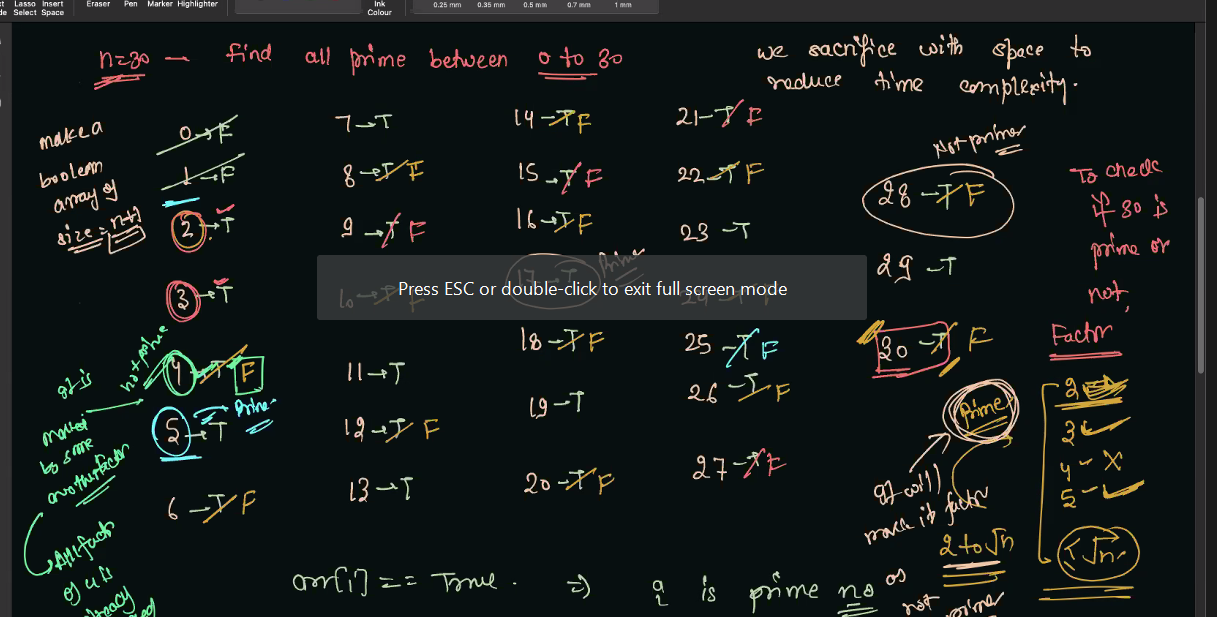 Lasso Insert
Select Space
Eraser Pen Marker Highlighter
Ink
Colour
0.25 mm 0.35 mm 0.5 mm 0.7 mm 1 mm
n=30 → find all prime between 0 to 30
we sacrifice with space to
reduce time complexity.
make a
boolean
array of
size = n+1
0→F
1→F
2→T
3→T
4→T F
5→T
Prime
6→T F
not prime
It is
marked
by some
another factor
All factor
of 4 is
already
7→T
8→T F
9→T F
10→T F
11→T
12→T F
13→T
14→T F
15→T F
16→T F
17→T
Prime
18→T F
19→T
20→T F
21→T F
22→T F
23→T
24→T F
25→T F
26→T F
27→T F
Not prime
28→T F
29→T
30→T F
Press ESC or double-click to exit full screen mode
To check
if 30 is
prime or
not,
Factor
2
3
4 - X
5
√n
Prime
It will
mark it factor
2 to √n
as
not prime
arr[i] == True. ⇒ i is prime no